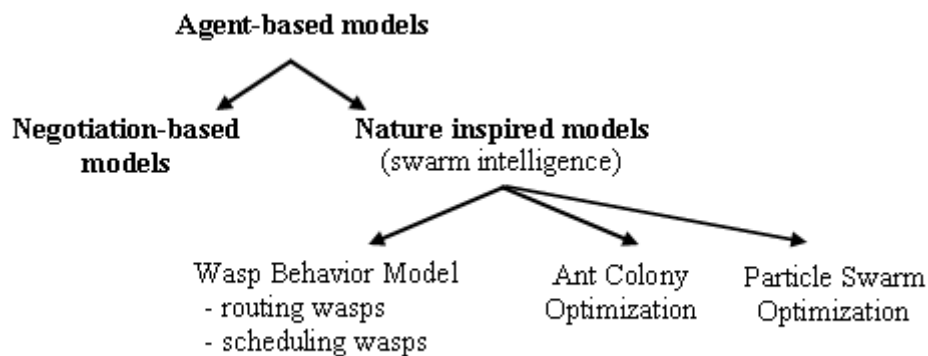 Agent-based models
Negotiation-based
models
Nature inspired models
(swarm intelligence)
Wasp Behavior Model
- routing wasps
- scheduling wasps
Ant Colony
Optimization
Particle Swarm
Optimization